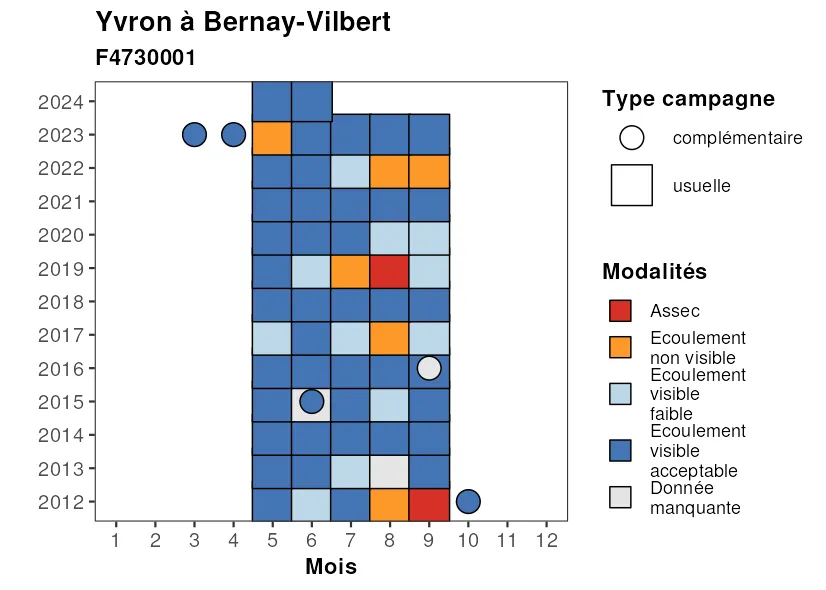 Yvron à Bernay-Vilbert
F4730001
2024
2023
2022
2021
2020
2019
2018
2017
2016
2015
2014
2013
2012
1 2 3 4 5 6 7 8 9 10 11 12
Mois
Type campagne
complémentaire
usuelle
Modalités
Assec
Ecoulement
non visible
Ecoulement
visible
faible
Ecoulement
visible
acceptable
Donnée
manquante